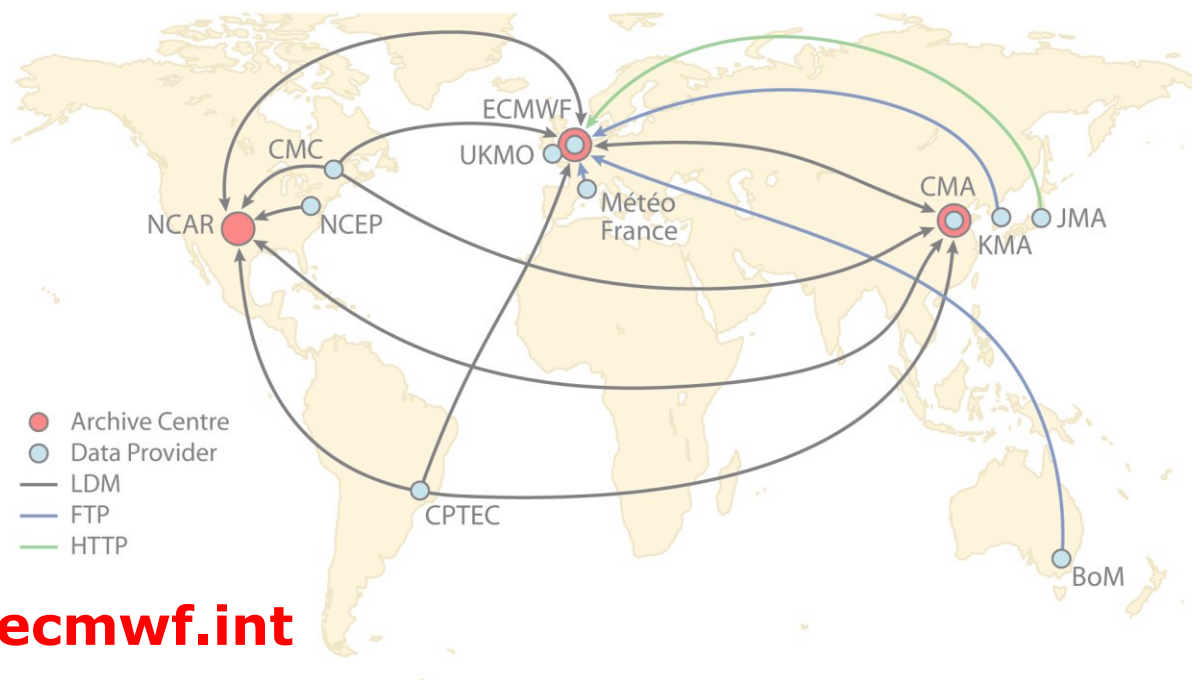 ECMWF
CMC
UKMO
CMA
NCAR
NCEP
Météo
France
JMA
KMA
Archive Centre
Data Provider
LDM
CPTEC
FTP
HTTP
BoM
ecmwf.int